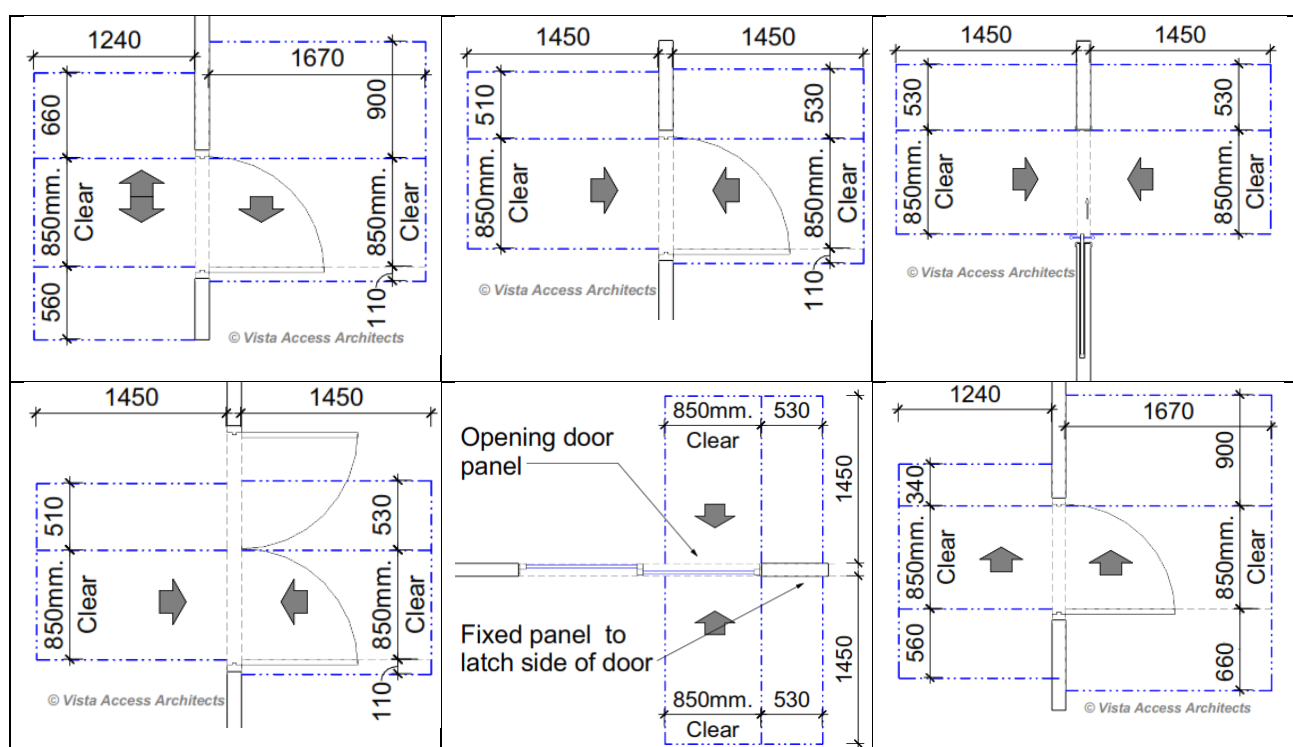 1240
1670
660
900
850mm.
Clear
850mm.
Clear
560
110
© Vista Access Architects
1450
1450
510
530
850mm.
Clear
850mm.
Clear
110
© Vista Access Architects
1450
1450
530
530
850mm.
Clear
850mm.
Clear
© Vista Access Architects
1450
1450
510
530
850mm.
Clear
850mm.
Clear
110
© Vista Access Architects
850mm.
530
Clear
Opening door
panel
1450
Fixed panel to
latch side of door
1450
850mm.
530
Clear
1240
1670
340
900
850mm.
Clear
850mm.
Clear
560
660
© Vista Access Architects